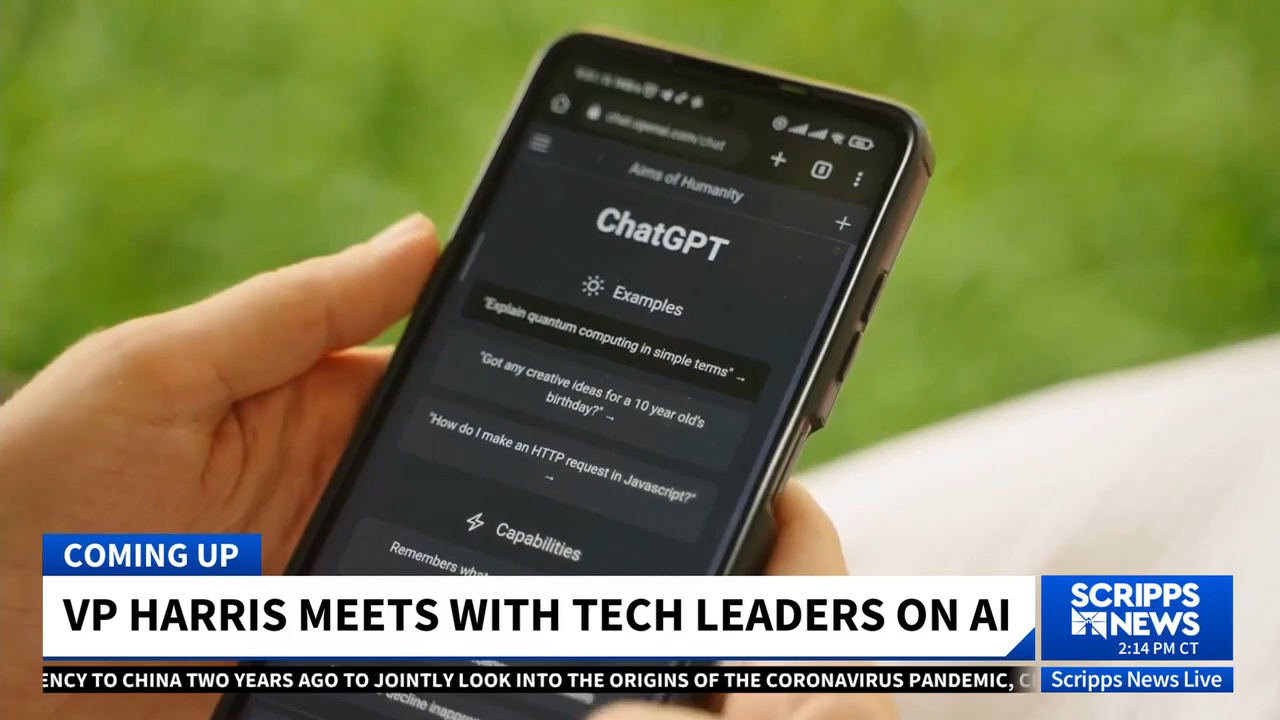 chat.openai.com/chat
Aims of Humanity
ChatGPT
Examples
"Explain quantum computing in simple terms" →
"Got any creative ideas for a 10 year old's
birthday?" →
"How do I make an HTTP request in Javascript?"
→
Capabilities
Remembers what
COMING UP
VP HARRIS MEETS WITH TECH LEADERS ON AI
SCRIPPS
NEWS
2:14 PM CT
ENCY TO CHINA TWO YEARS AGO TO JOINTLY LOOK INTO THE ORIGINS OF THE CORONAVIRUS PANDEMIC,
Scripps News Live
decline